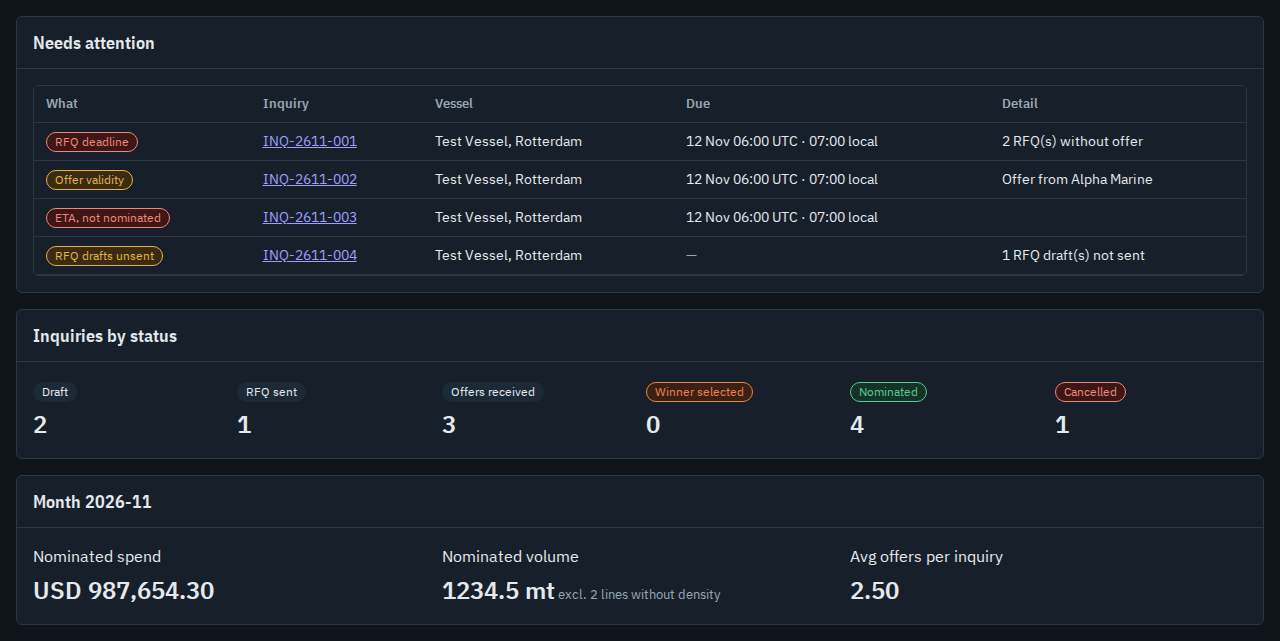 Needs attention
What Inquiry Vessel Due Detail
RFQ deadline INQ-2611-001 Test Vessel, Rotterdam 12 Nov 06:00 UTC · 07:00 local 2 RFQ(s) without offer
Offer validity INQ-2611-002 Test Vessel, Rotterdam 12 Nov 06:00 UTC · 07:00 local Offer from Alpha Marine
ETA, not nominated INQ-2611-003 Test Vessel, Rotterdam 12 Nov 06:00 UTC · 07:00 local
RFQ drafts unsent INQ-2611-004 Test Vessel, Rotterdam — 1 RFQ draft(s) not sent
Inquiries by status
Draft RFQ sent Offers received Winner selected Nominated Cancelled
2 1 3 0 4 1
Month 2026-11
Nominated spend Nominated volume Avg offers per inquiry
USD 987,654.30 1234.5 mt excl. 2 lines without density 2.50